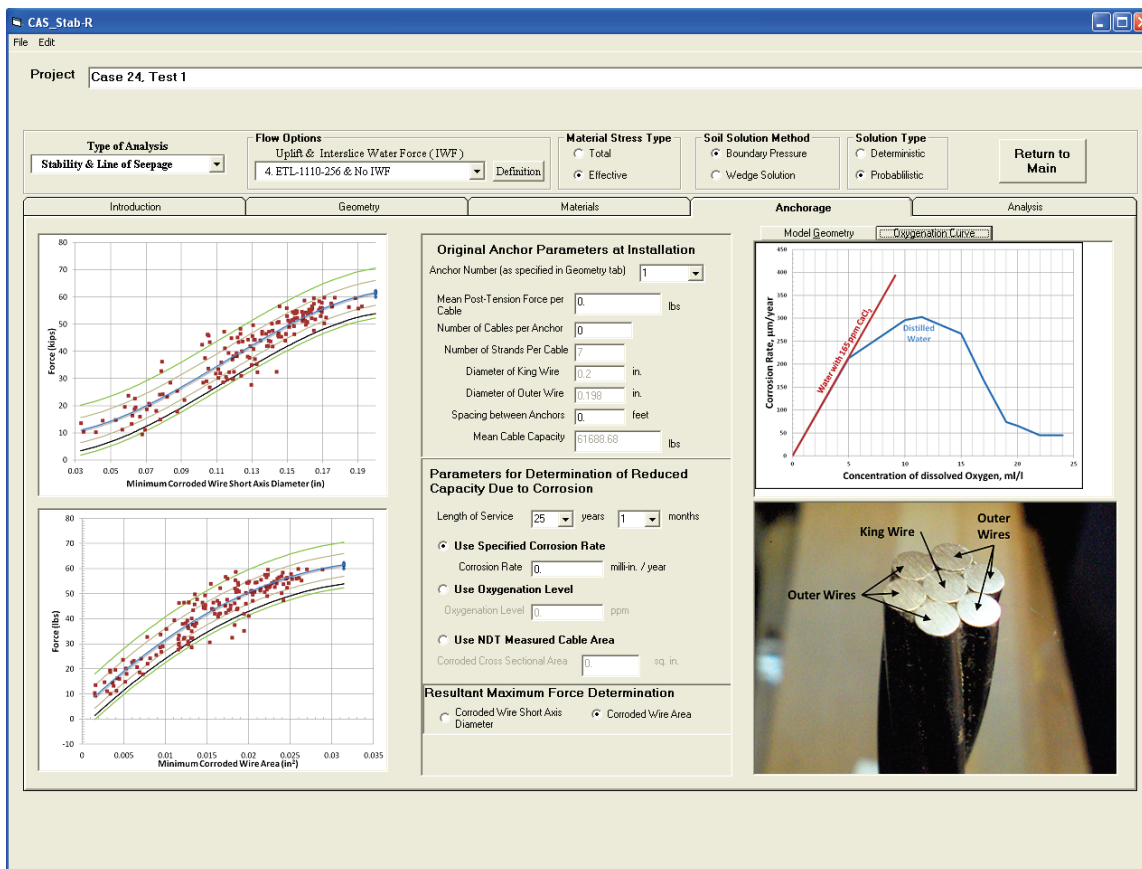 CAS_Stab-R
File Edit
Project Case 24, Test 1
Type of Analysis
Stability & Line of Seepage
Flow Options
Uplift & Interslice Water Force ( IWF )
4. ETL-1110-256 & No IWF
Definition
Material Stress Type
Total
Effective
Soil Solution Method
Boundary Pressure
Wedge Solution
Solution Type
Deterministic
Probablilistic
Return to
Main
Introduction
Geometry
Materials
Anchorage
Analysis
80
70
60
50
40
30
20
10
0
Force (kips)
0.03 0.05 0.07 0.09 0.11 0.13 0.15 0.17 0.19
Minimum Corroded Wire Short Axis Diameter (in)
80
70
60
50
40
30
20
10
0
-10
Force (lbs)
0 0.005 0.01 0.015 0.02 0.025 0.03 0.035
Minimum Corroded Wire Area (in²)
Original Anchor Parameters at Installation
Anchor Number (as specified in Geometry tab) 1
Mean Post-Tension Force per
Cable
0. lbs
Number of Cables per Anchor 0
Number of Strands Per Cable 7
Diameter of King Wire 0.2 in.
Diameter of Outer Wire 0.198 in.
Spacing between Anchors 0. feet
Mean Cable Capacity 61688.68 lbs
Parameters for Determination of Reduced
Capacity Due to Corrosion
Length of Service 25 years 1 months
Use Specified Corrosion Rate
Corrosion Rate 0. milli-in. / year
Use Oxygenation Level
Oxygenation Level 0. ppm
Use NDT Measured Cable Area
Corroded Cross Sectional Area 0. sq. in.
Resultant Maximum Force Determination
Corroded Wire Short Axis
Diameter
Corroded Wire Area
Model Geometry
Oxygenation Curve
450
400
350
300
250
200
150
100
50
0
Corrosion Rate, µm/year
Water with 165 ppm CaCl₂
Distilled
Water
0 5 10 15 20 25
Concentration of dissolved Oxygen, ml/l
King Wire
Outer
Wires
Outer Wires